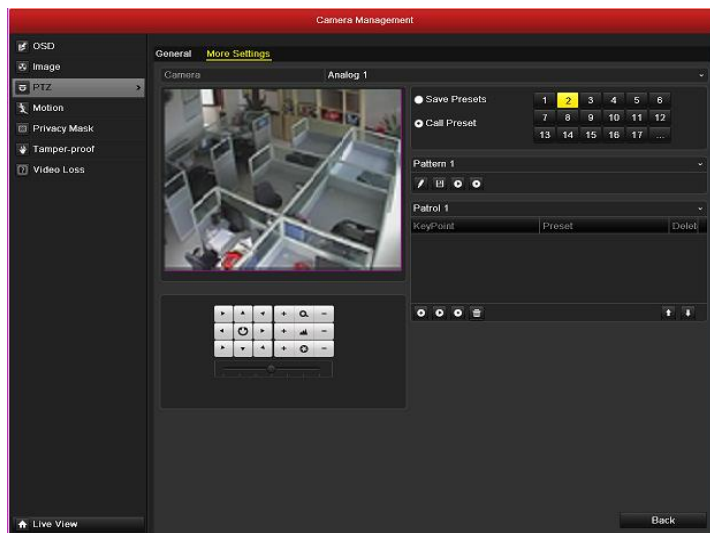 Camera Management
OSD
Image
PTZ
Motion
Privacy Mask
Tamper-proof
Video Loss
General More Settings
Camera Analog 1
Save Presets
Call Preset
1 2 3 4 5 6
7 8 9 10 11 12
13 14 15 16 17 ...
Pattern 1
Patrol 1
KeyPoint Preset Delet
Back
Live View